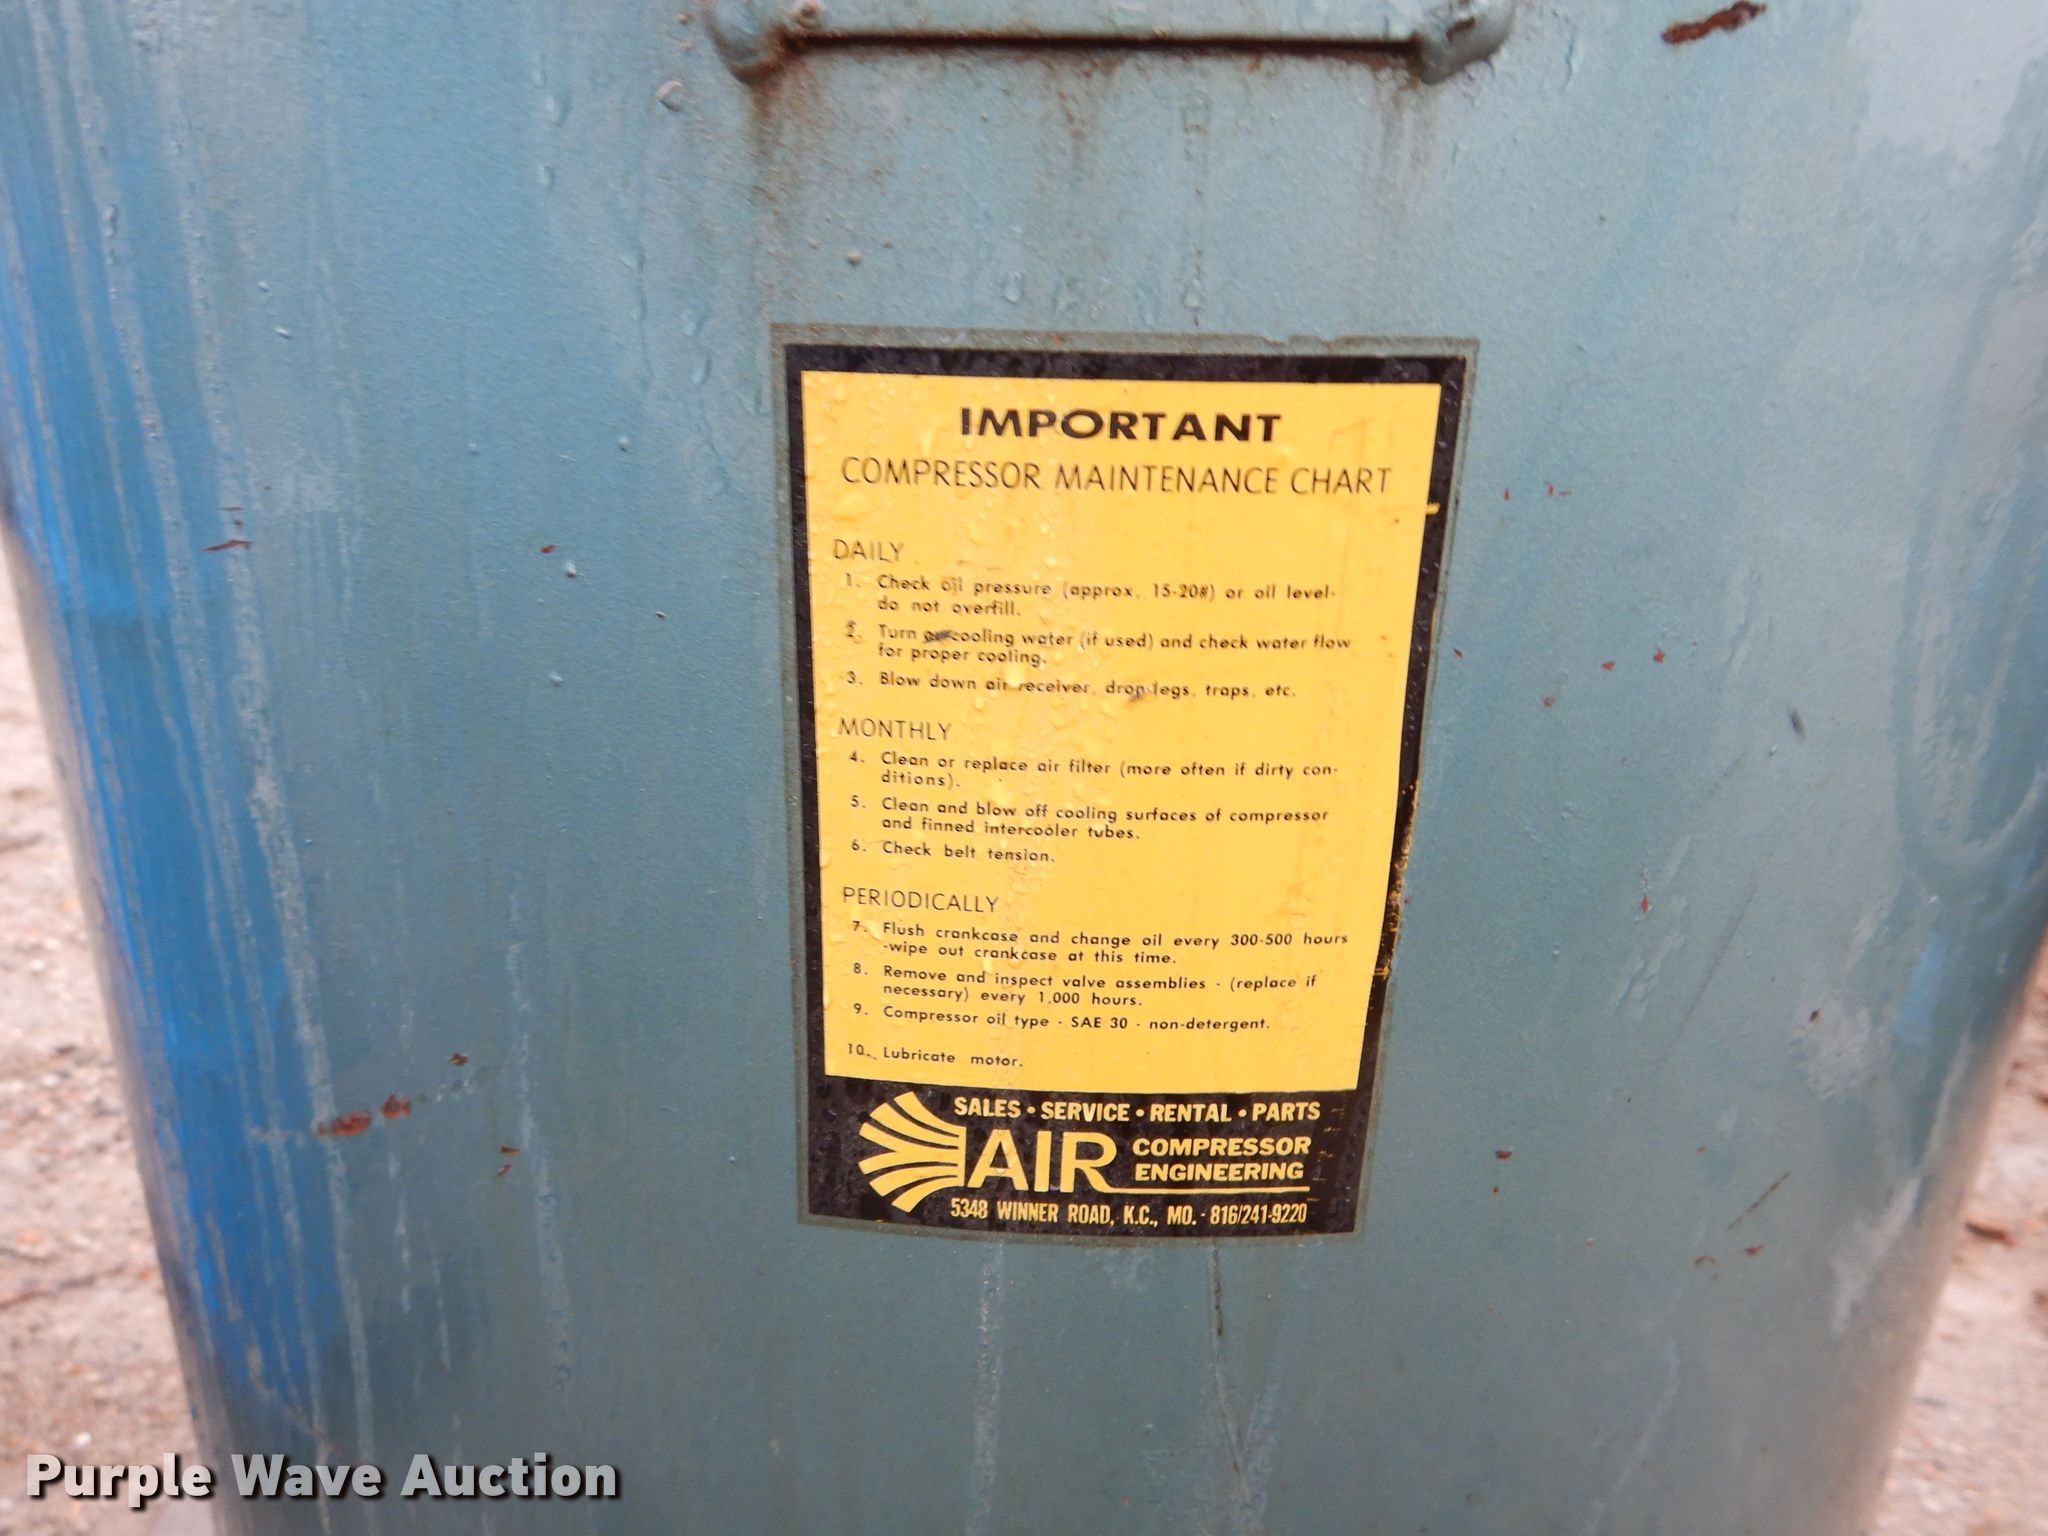 IMPORTANT
COMPRESSOR MAINTENANCE CHART
DAILY
1. Check oil pressure (approx. 15-20#) or oil level-
do not overfill.
2. Turn cooling water (if used) and check water flow
for proper cooling.
3. Blow down air receiver, drop legs, traps, etc.
MONTHLY
4. Clean or replace air filter (more often if dirty con-
ditions).
5. Clean and blow off cooling surfaces of compressor
and finned intercooler tubes.
6. Check belt tension.
PERIODICALLY
7. Flush crankcase and change oil every 300-500 hours
-wipe out crankcase at this time.
8. Remove and inspect valve assemblies - (replace if
necessary) every 1,000 hours.
9. Compressor oil type - SAE 30 - non-detergent.
10. Lubricate motor.
SALES • SERVICE • RENTAL • PARTS
AIR COMPRESSOR
ENGINEERING
5348 WINNER ROAD, K.C., MO. - 816/241-9220
Purple Wave Auction